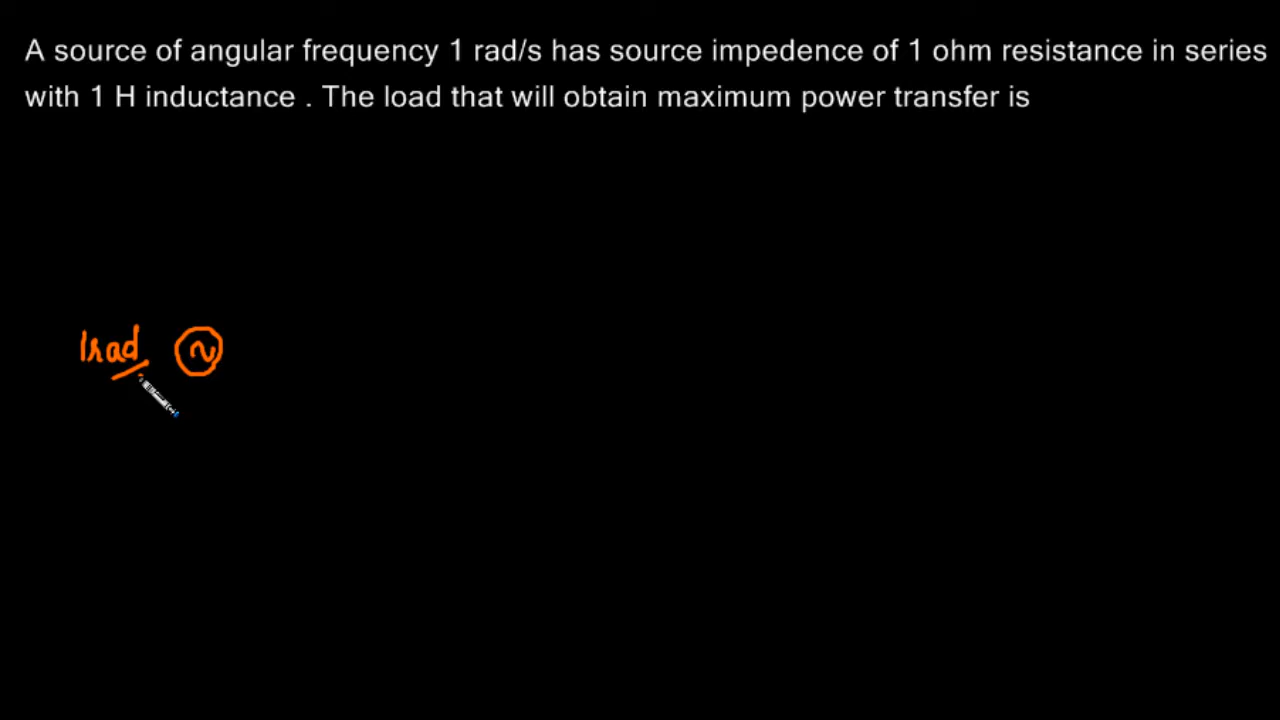 A source of angular frequency 1 rad/s has source impedence of 1 ohm resistance in series
with 1 H inductance . The load that will obtain maximum power transfer is
1rad